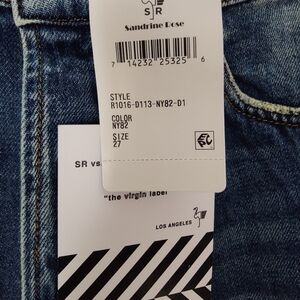 SR
Sandrine Rose
7 14232 25325 6
STYLE
R1016-D113-NY82-D1
COLOR
NY82
SIZE
27
SR vs
"the virgin label
LOS ANGELES